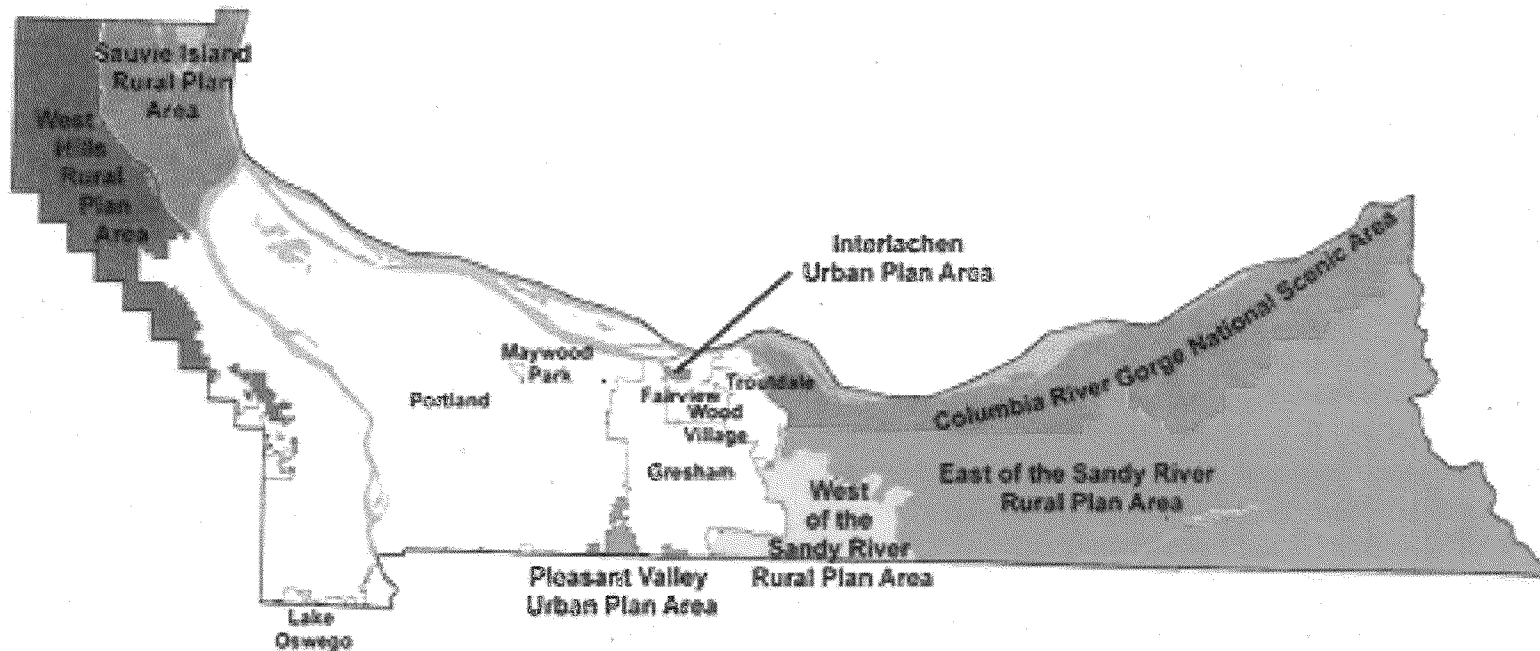 Sauvie Island
Rural Plan
Area
West
Hills
Rural
Plan
Area
Interlachen
Urban Plan Area
Columbia River Gorge National Scenic Area
Maywood
Park
Portland
Fairview
Troutdale
Wood
Village
Gresham
East of the Sandy River
Rural Plan Area
West
of the
Sandy River
Rural Plan Area
Pleasant Valley
Urban Plan Area
Lake
Oswego